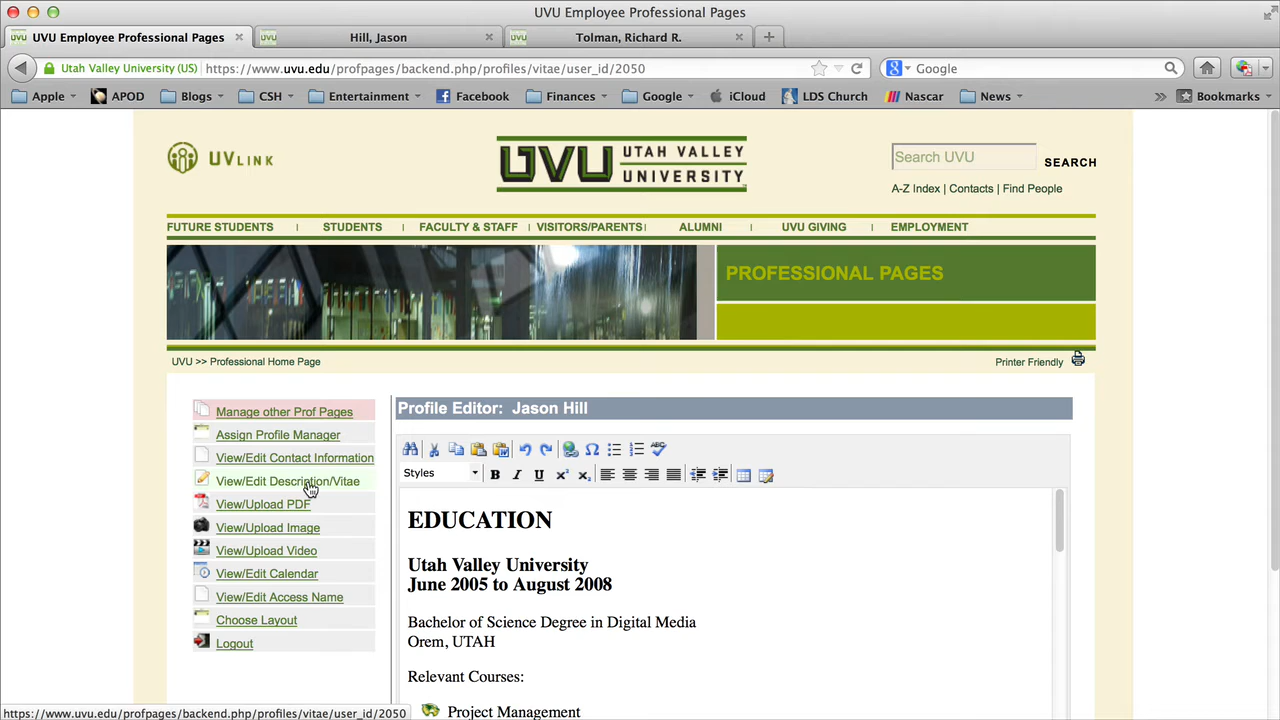 UVU Employee Professional Pages
UVU UVU Employee Professional Pages
UVU Hill, Jason
UVU Tolman, Richard R.
Utah Valley University (US) https://www.uvu.edu/profpages/backend.php/profiles/vitae/user_id/2050
8 Google
Apple APOD Blogs CSH Entertainment Facebook Finances Google iCloud LDS Church Nascar News » Bookmarks
UVLINK
UVU UTAH VALLEY UNIVERSITY
Search UVU SEARCH
A-Z Index | Contacts | Find People
FUTURE STUDENTS | STUDENTS | FACULTY & STAFF | VISITORS/PARENTS | ALUMNI | UVU GIVING | EMPLOYMENT
PROFESSIONAL PAGES
UVU >> Professional Home Page Printer Friendly
Manage other Prof Pages
Assign Profile Manager
View/Edit Contact Information
View/Edit Description/Vitae
View/Upload PDF
View/Upload Image
View/Upload Video
View/Edit Calendar
View/Edit Access Name
Choose Layout
Logout
Profile Editor: Jason Hill
ABC
Styles B I U x² x₂
EDUCATION
Utah Valley University
June 2005 to August 2008
Bachelor of Science Degree in Digital Media
Orem, UTAH
Relevant Courses:
Project Management
https://www.uvu.edu/profpages/backend.php/profiles/vitae/user_id/2050